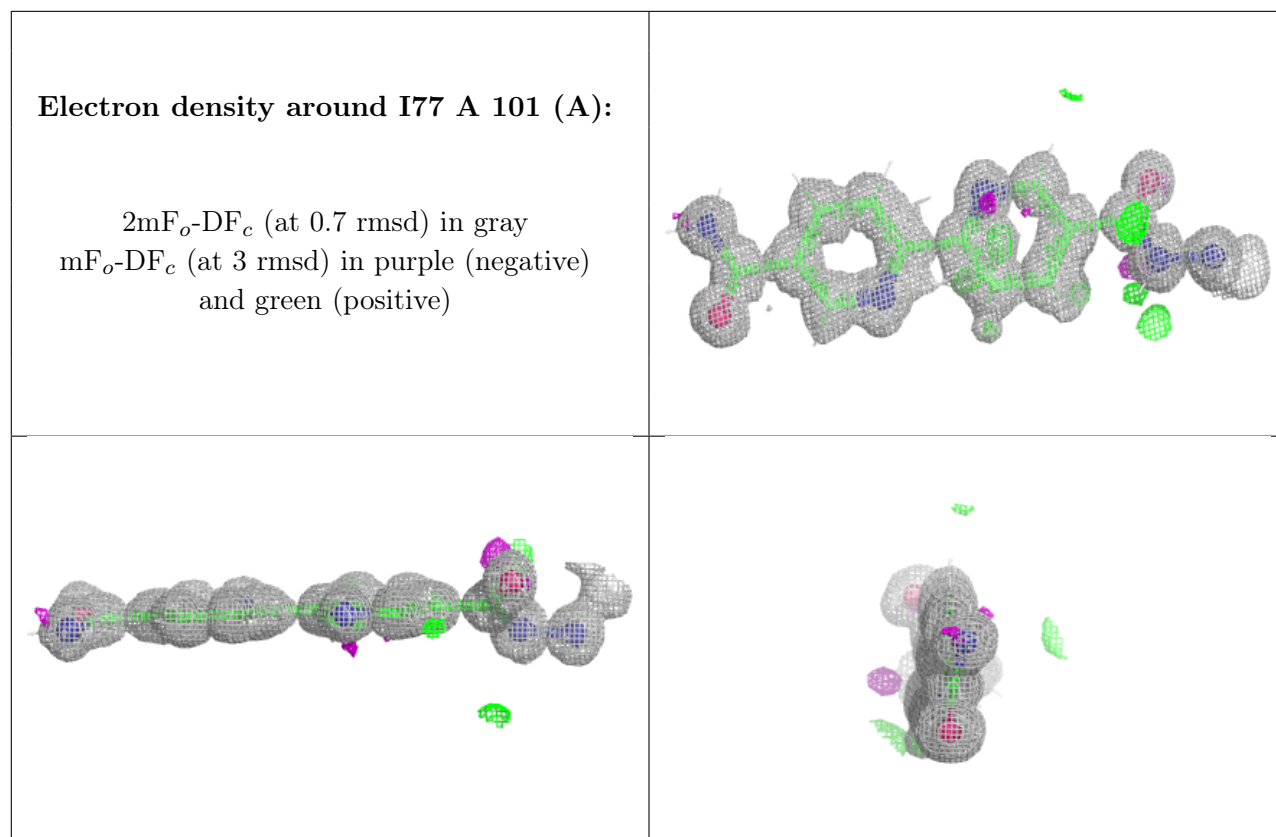 Electron density around I77 A 101 (A):
2mFₒ-DF𝒸 (at 0.7 rmsd) in gray
mFₒ-DF𝒸 (at 3 rmsd) in purple (negative)
and green (positive)